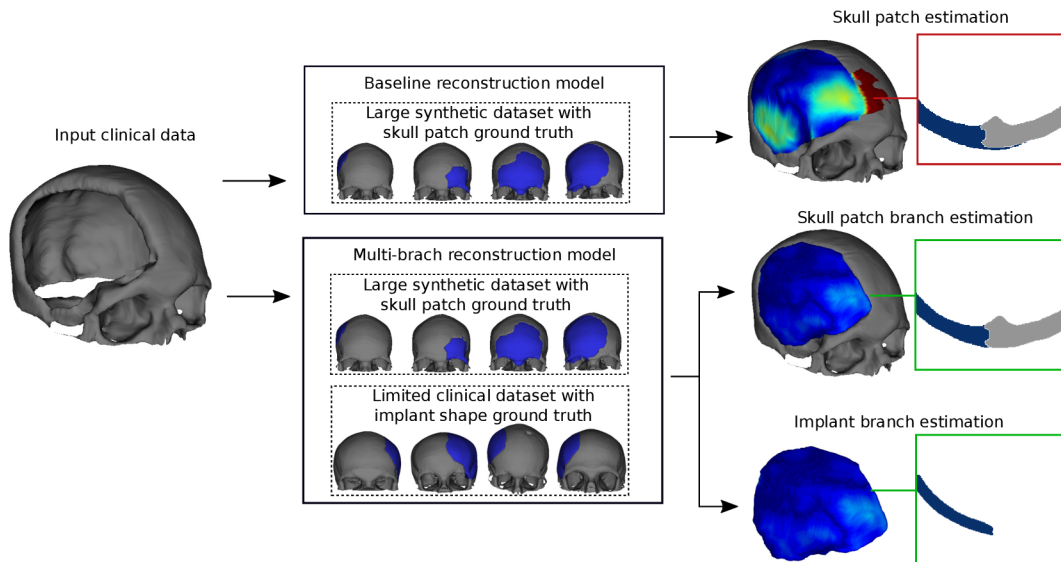 Input clinical data
Baseline reconstruction model
Large synthetic dataset with
skull patch ground truth
Multi-brach reconstruction model
Large synthetic dataset with
skull patch ground truth
Limited clinical dataset with
implant shape ground truth
Skull patch estimation
Skull patch branch estimation
Implant branch estimation